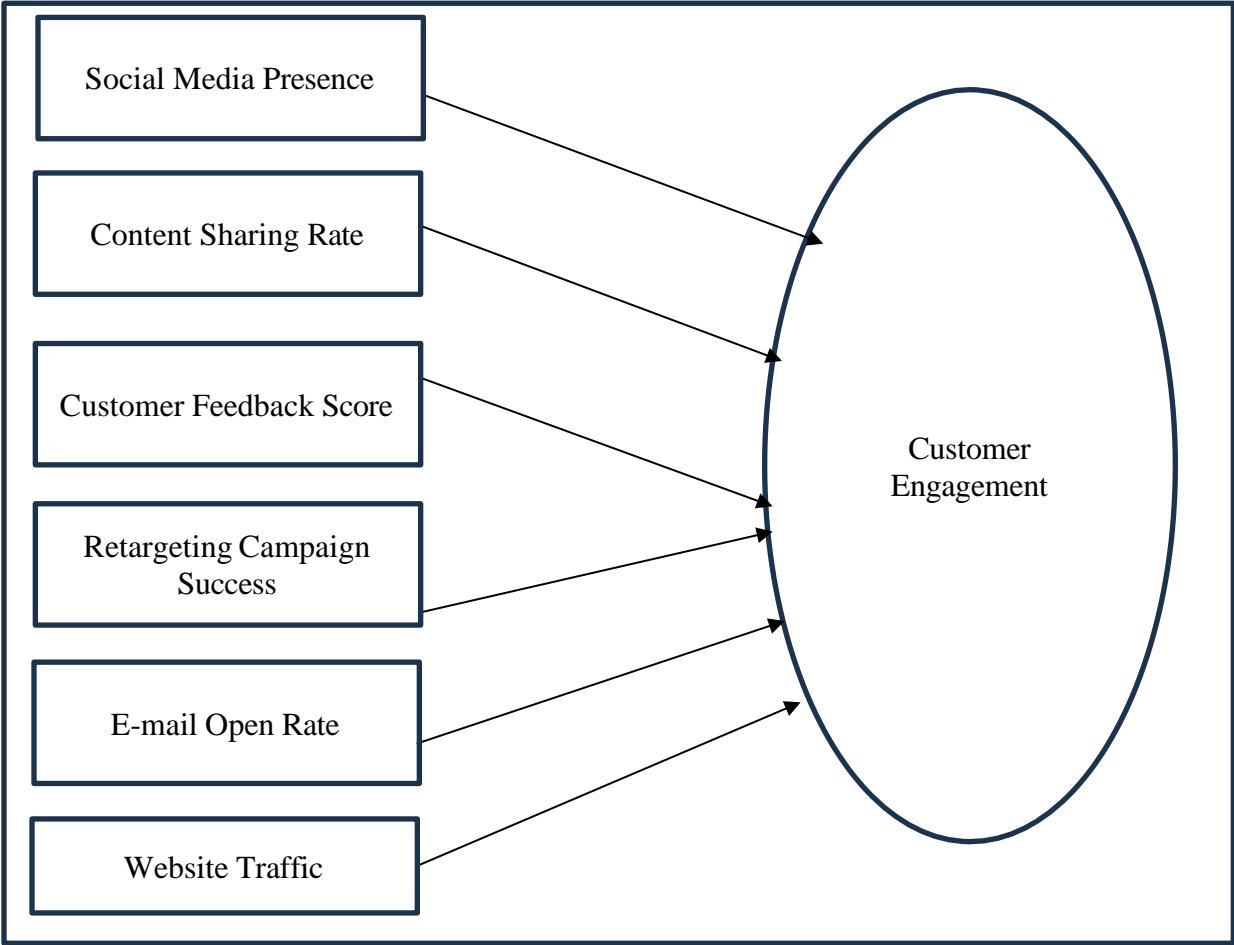 Social Media Presence
Content Sharing Rate
Customer Feedback Score
Retargeting Campaign
Success
E-mail Open Rate
Website Traffic
Customer
Engagement